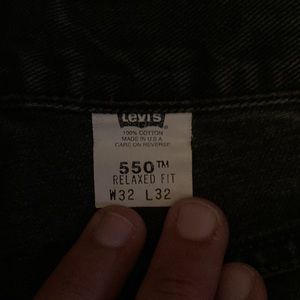 Levi's
100% COTTON
MADE IN U.S.A
CARE ON REVERSE
550™
RELAXED FIT
W32 L32